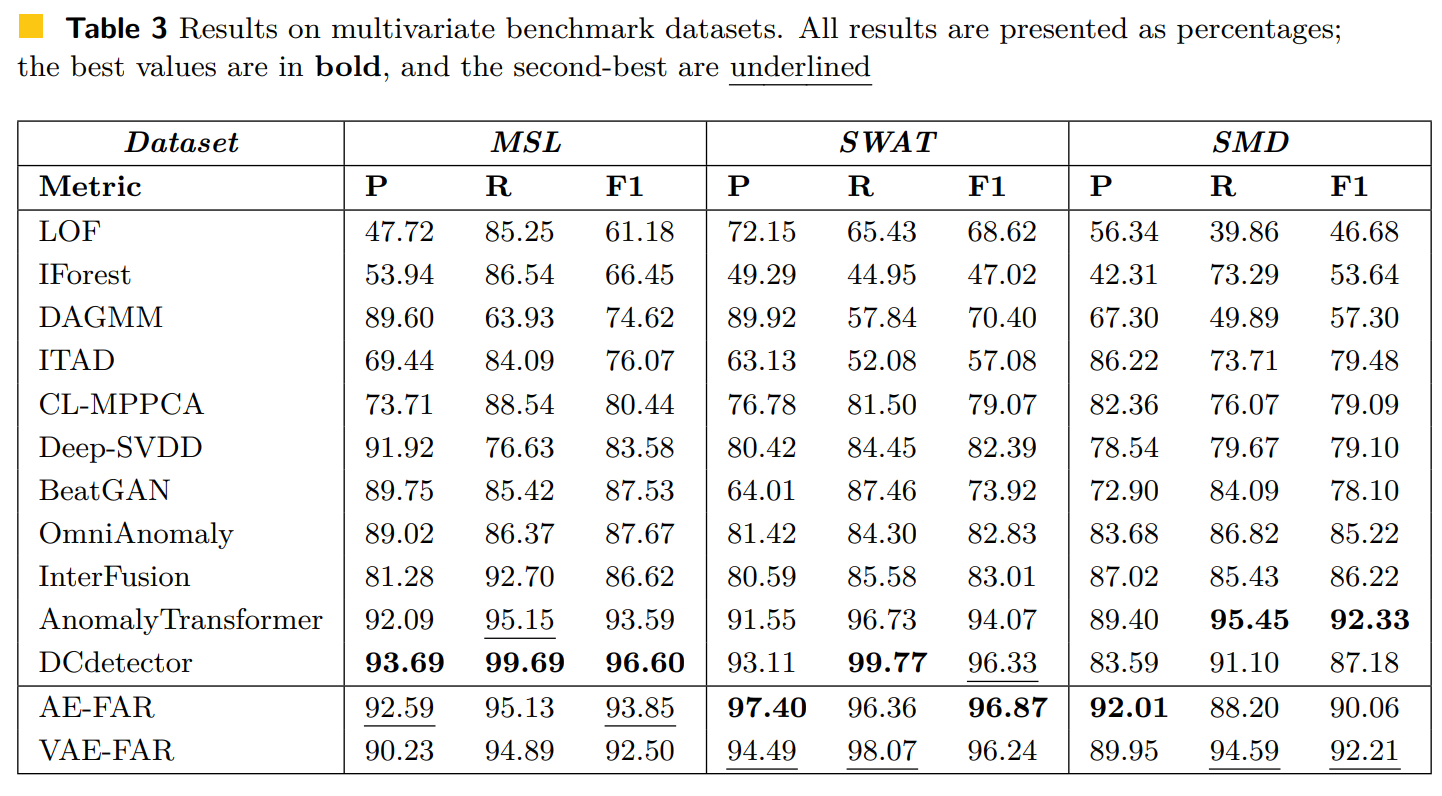 Table 3 Results on multivariate benchmark datasets. All results are presented as percentages;
the best values are in bold, and the second-best are underlined
Dataset MSL SWAT SMD
Metric P R F1 P R F1 P R F1
LOF 47.72 85.25 61.18 72.15 65.43 68.62 56.34 39.86 46.68
IForest 53.94 86.54 66.45 49.29 44.95 47.02 42.31 73.29 53.64
DAGMM 89.60 63.93 74.62 89.92 57.84 70.40 67.30 49.89 57.30
ITAD 69.44 84.09 76.07 63.13 52.08 57.08 86.22 73.71 79.48
CL-MPPCA 73.71 88.54 80.44 76.78 81.50 79.07 82.36 76.07 79.09
Deep-SVDD 91.92 76.63 83.58 80.42 84.45 82.39 78.54 79.67 79.10
BeatGAN 89.75 85.42 87.53 64.01 87.46 73.92 72.90 84.09 78.10
OmniAnomaly 89.02 86.37 87.67 81.42 84.30 82.83 83.68 86.82 85.22
InterFusion 81.28 92.70 86.62 80.59 85.58 83.01 87.02 85.43 86.22
AnomalyTransformer 92.09 95.15 93.59 91.55 96.73 94.07 89.40 95.45 92.33
DCdetector 93.69 99.69 96.60 93.11 99.77 96.33 83.59 91.10 87.18
AE-FAR 92.59 95.13 93.85 97.40 96.36 96.87 92.01 88.20 90.06
VAE-FAR 90.23 94.89 92.50 94.49 98.07 96.24 89.95 94.59 92.21